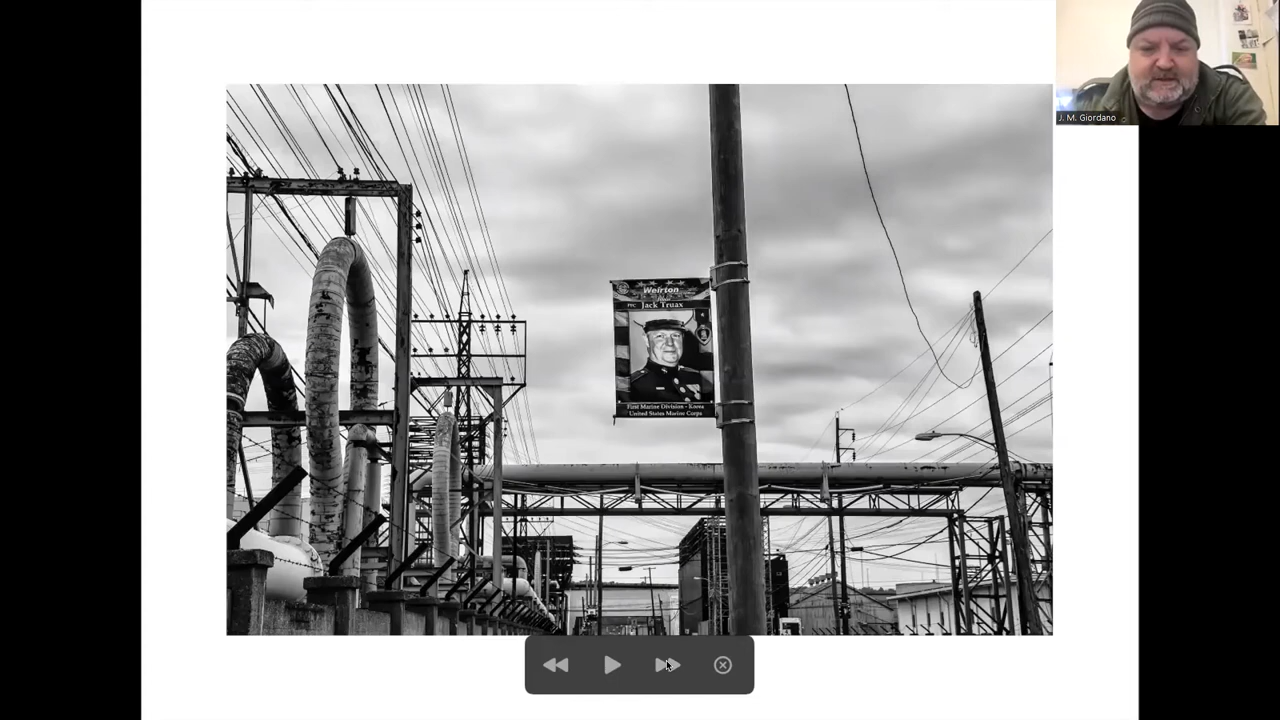 J. M. Giordano
Weirton
PFC Jack Truax
First Marine Division - Korea
United States Marine Corps